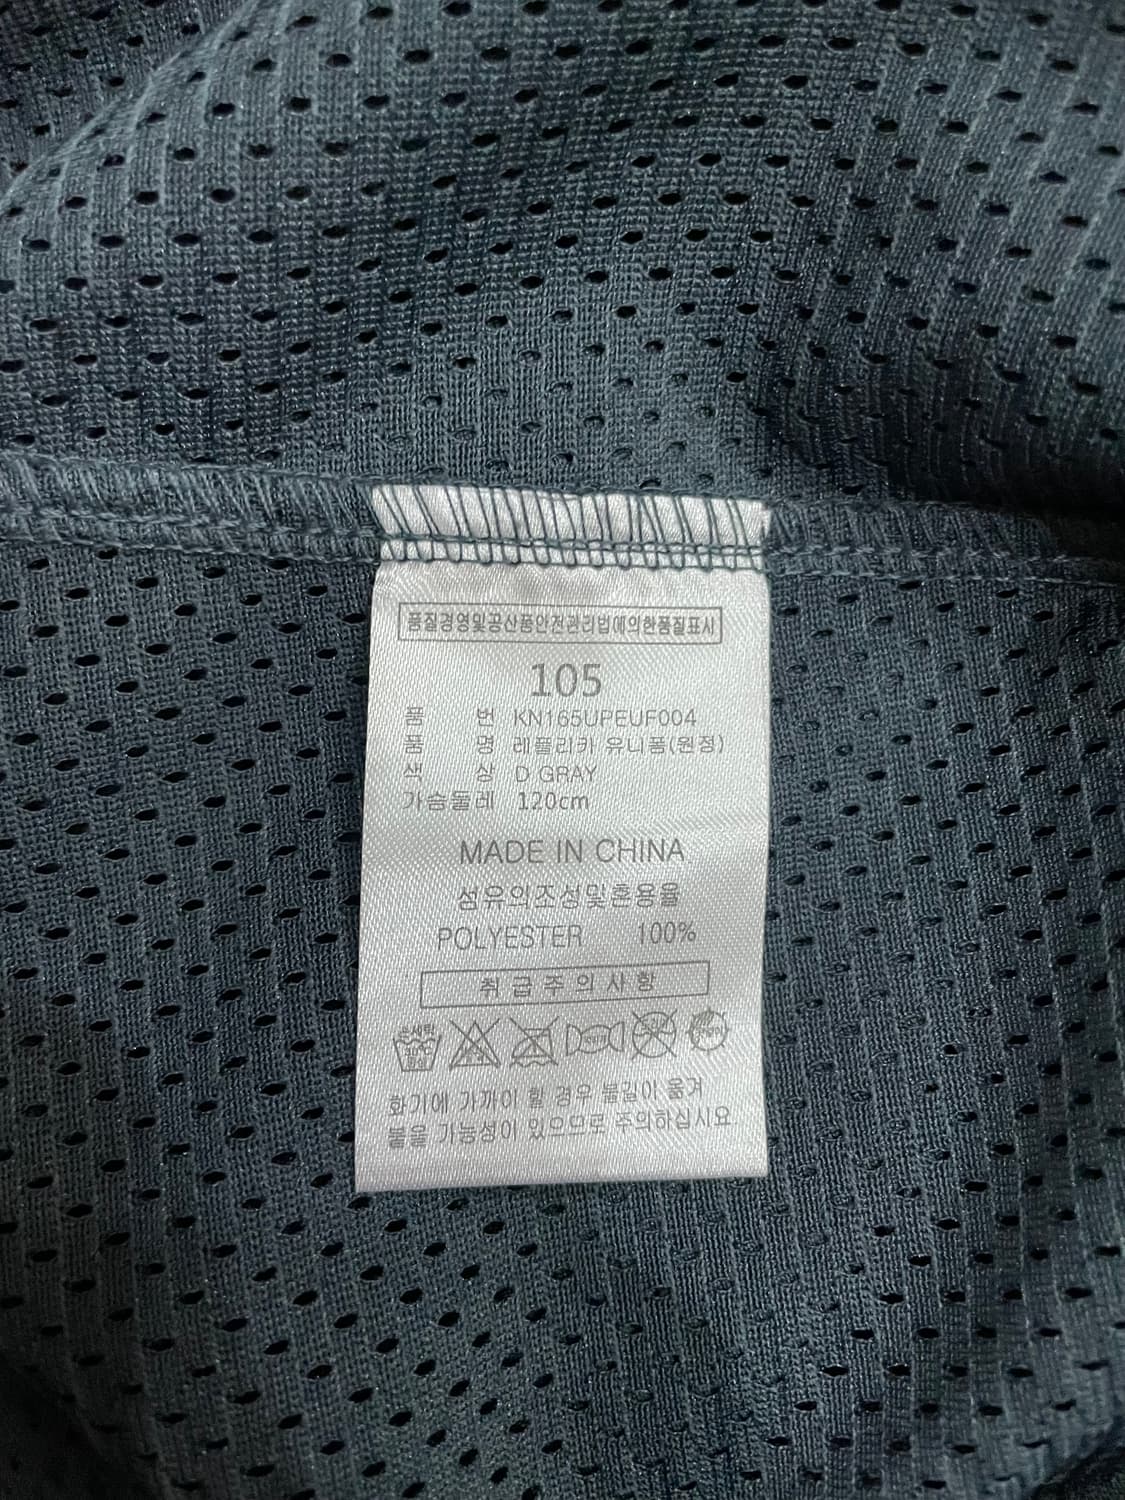 품질경영및공산품안전관리법에의한품질표시
105
품 번 KN165UPEUF004
품 명 레플리카 유니폼(원정)
색 상 D GRAY
가슴둘레 120cm
MADE IN CHINA
섬유의조성및혼용율
POLYESTER 100%
취급주의사항
손세탁
화기에 가까이 할 경우 불길이 옮겨
붙을 가능성이 있으므로 주의하십시요